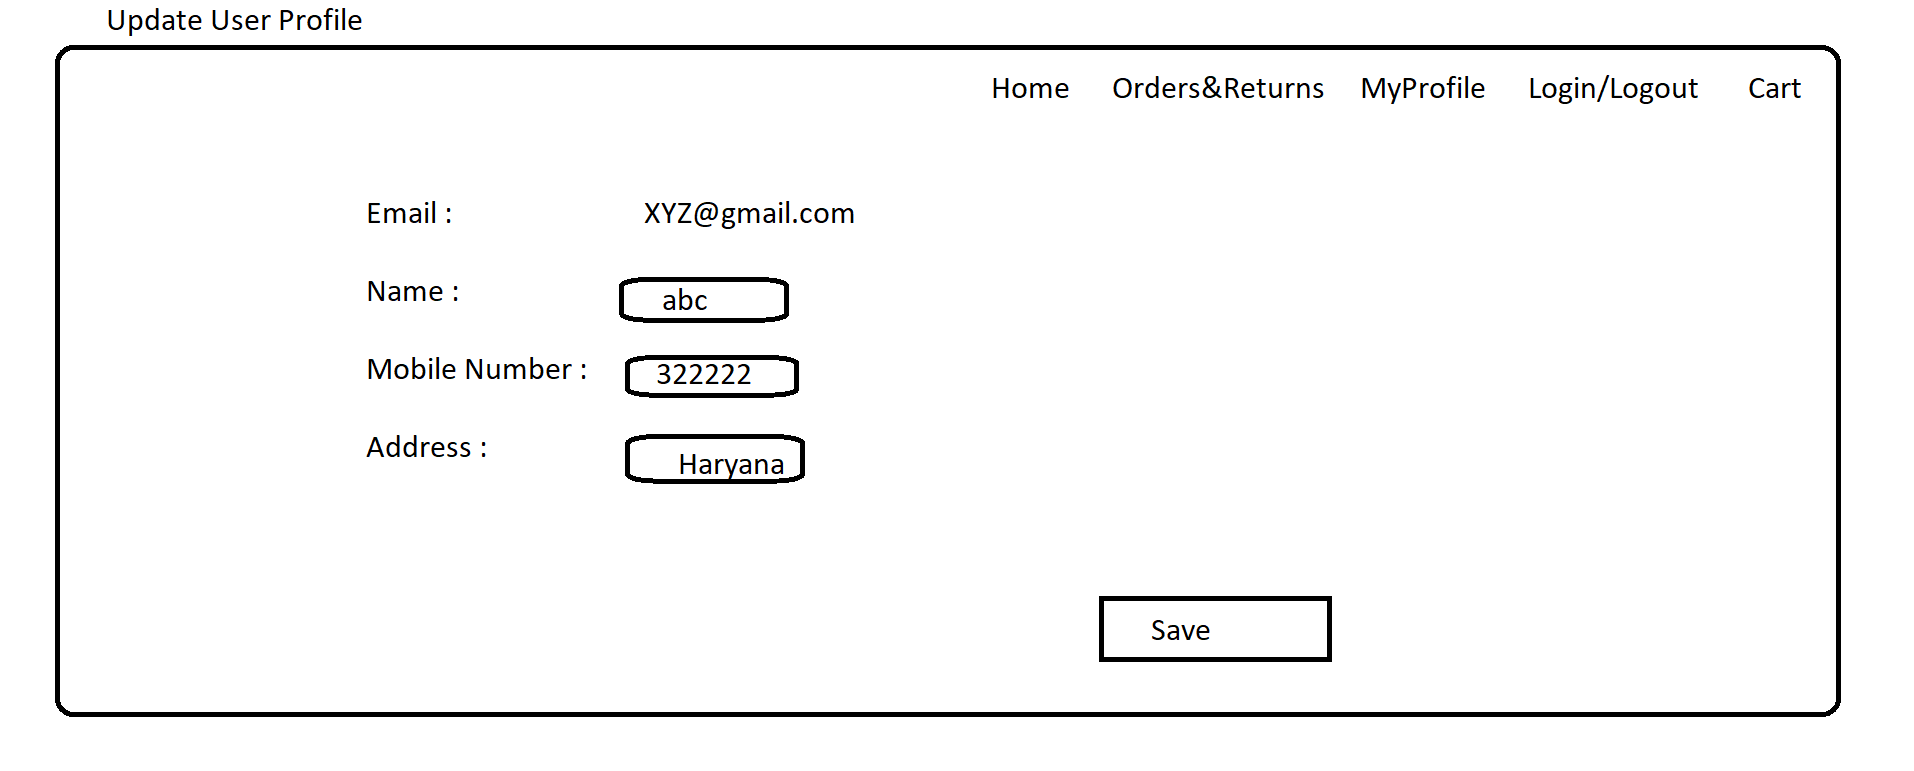 Update User Profile
Home Orders&Returns MyProfile Login/Logout Cart
Email : XYZ@gmail.com
Name : abc
Mobile Number : 322222
Address : Haryana
Save